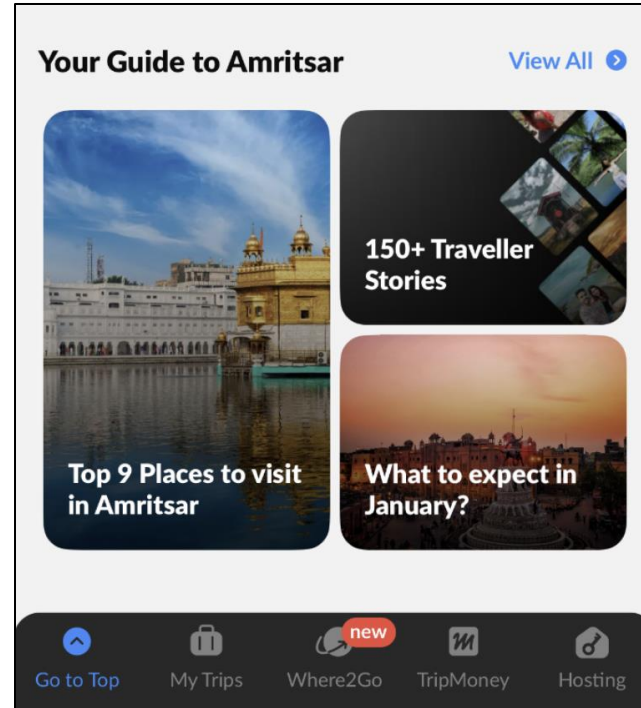 Your Guide to Amritsar
View All
Top 9 Places to visit
in Amritsar
150+ Traveller
Stories
What to expect in
January?
Go to Top
My Trips
new
Where2Go
TripMoney
Hosting